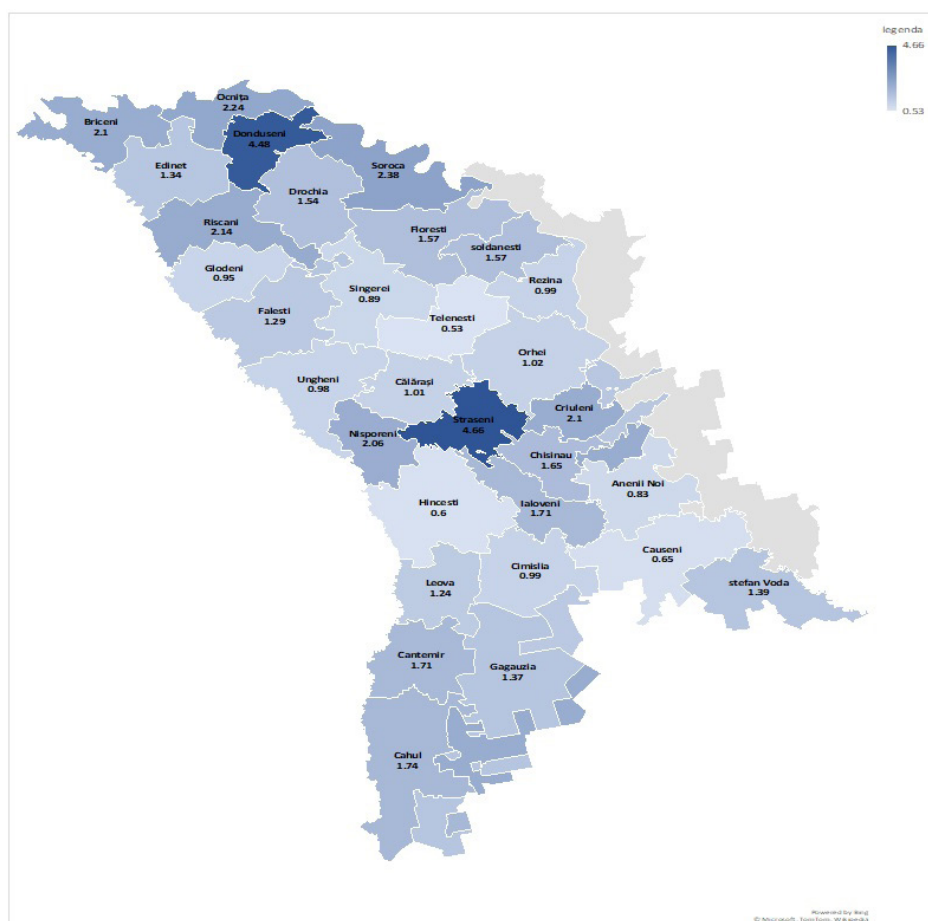 legenda
4.66
0.53
Ocnița
2.24
Briceni
2.1
Donduseni
4.48
Edinet
1.34
Soroca
2.38
Drochia
1.54
Riscani
2.14
Floresti
1.57
soldanesti
1.57
Glodeni
0.95
Singerei
0.89
Rezina
0.99
Falesti
1.29
Telenesti
0.53
Orhei
1.02
Ungheni
0.98
Călărași
1.01
Straseni
4.66
Criuleni
2.1
Nisporeni
2.06
Chisinau
1.65
Anenii Noi
0.83
Hincesti
0.6
Ialoveni
1.71
Causeni
0.65
Cimislia
0.99
Leova
1.24
stefan Voda
1.39
Cantemir
1.71
Gagauzia
1.37
Cahul
1.74
Powered by Bing
© Microsoft, TomTom, Wikipedia